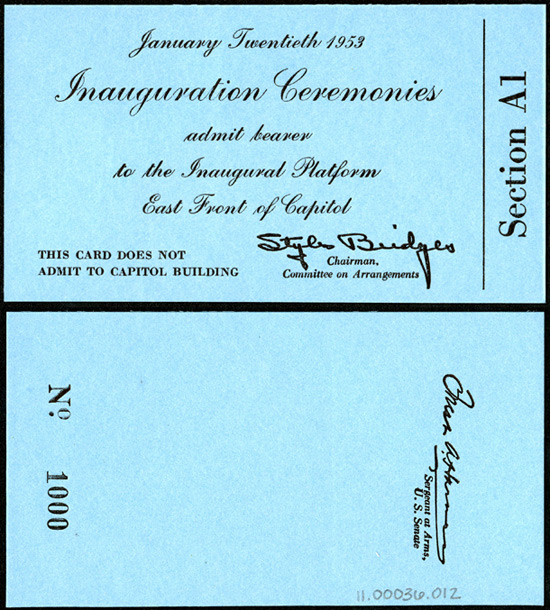 January Twentieth 1953
Inauguration Ceremonies
admit bearer
to the Inaugural Platform
East Front of Capitol
THIS CARD DOES NOT
ADMIT TO CAPITOL BUILDING
Styles Bridges
Chairman,
Committee on Arrangements
Section A1
Nº 1000
Sergeant at Arms,
U. S. Senate
11.00036.012